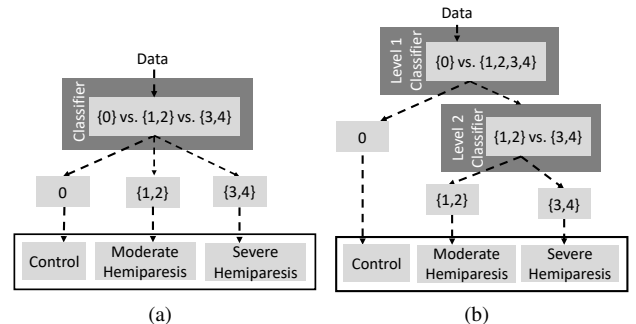 Data
Classifier
{0} vs. {1,2} vs. {3,4}
0
{1,2}
{3,4}
Control
Moderate
Hemiparesis
Severe
Hemiparesis
(a)
Data
Level 1
Classifier
{0} vs. {1,2,3,4}
0
Level 2
Classifier
{1,2} vs. {3,4}
{1,2}
{3,4}
Control
Moderate
Hemiparesis
Severe
Hemiparesis
(b)